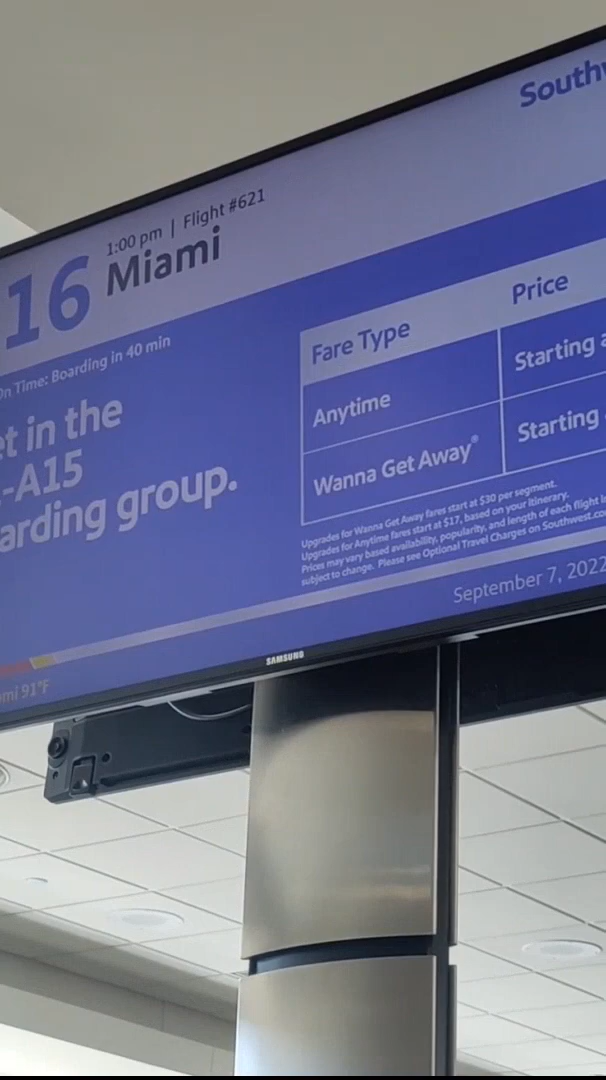 South
1:00 pm | Flight #621
16 Miami
On Time: Boarding in 40 min
et in the
-A15
arding group.
Fare Type Price
Anytime Starting a
Wanna Get Away® Starting
Upgrades for Wanna Get Away fares start at $30 per segment.
Upgrades for Anytime fares start at $17, based on your itinerary.
Prices may vary based availability, popularity, and length of each flight
subject to change. Please see Optional Travel Charges on Southwest.co
September 7, 2022
mi 91°F
SAMSUNG